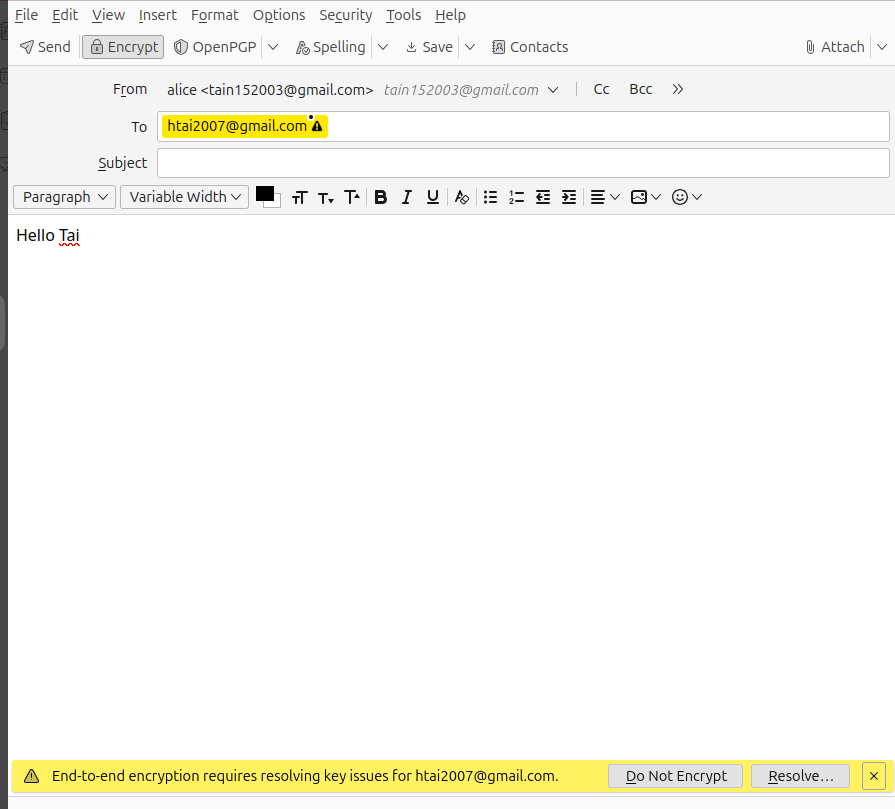 File Edit View Insert Format Options Security Tools Help
Send Encrypt OpenPGP Spelling Save Contacts Attach
From alice <tain152003@gmail.com> tain152003@gmail.com Cc Bcc
To htai2007@gmail.com
Subject
Paragraph Variable Width
Hello Tai
End-to-end encryption requires resolving key issues for htai2007@gmail.com. Do Not Encrypt Resolve...